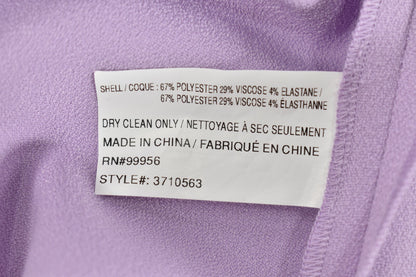 SHELL / COQUE : 67% POLYESTER 29% VISCOSE 4% ELASTANE /
67% POLYESTER 29% VISCOSE 4% ÉLASTHANNE
DRY CLEAN ONLY / NETTOYAGE À SEC SEULEMENT
MADE IN CHINA / FABRIQUÉ EN CHINE
RN#99956
STYLE#: 3710563